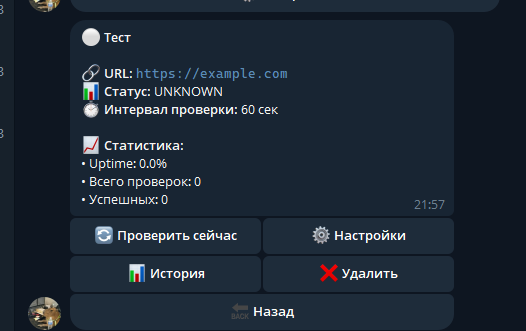 Тест
URL: https://example.com
Статус: UNKNOWN
Интервал проверки: 60 сек
Статистика:
• Uptime: 0.0%
• Всего проверок: 0
• Успешных: 0
21:57
Проверить сейчас
Настройки
История
Удалить
BACK Назад